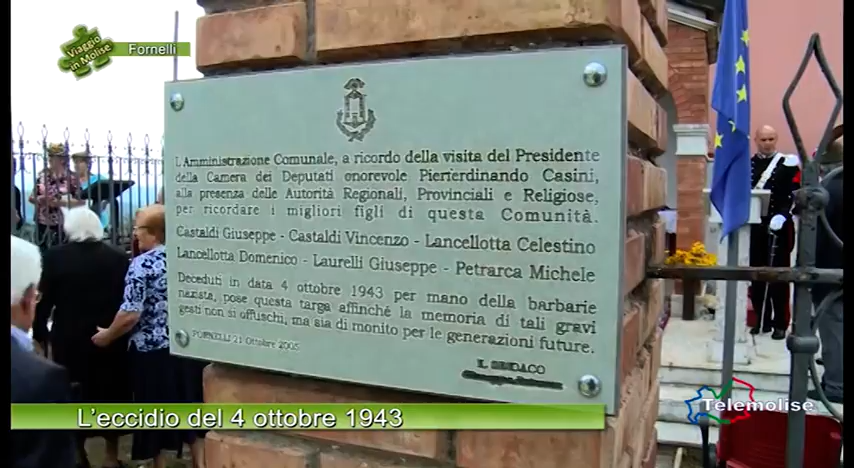 Viaggio
in Molise
Fornelli
L'Amministrazione Comunale, a ricordo della visita del Presidente
della Camera dei Deputati onorevole Pierferdinando Casini,
alla presenza delle Autorità Regionali, Provinciali e Religiose,
per ricordare i migliori figli di questa Comunità.
Castaldi Giuseppe - Castaldi Vincenzo - Lancellotta Celestino
Lancellotta Domenico - Laurelli Giuseppe - Petrarca Michele
Deceduti in data 4 ottobre 1943 per mano della barbarie
nazista, pose questa targa affinché la memoria di tali gravi
gesti non si offuschi, ma sia di monito per le generazioni future.
Fornelli 21 Ottobre 2005
IL SINDACO
L'eccidio del 4 ottobre 1943
Telemolise